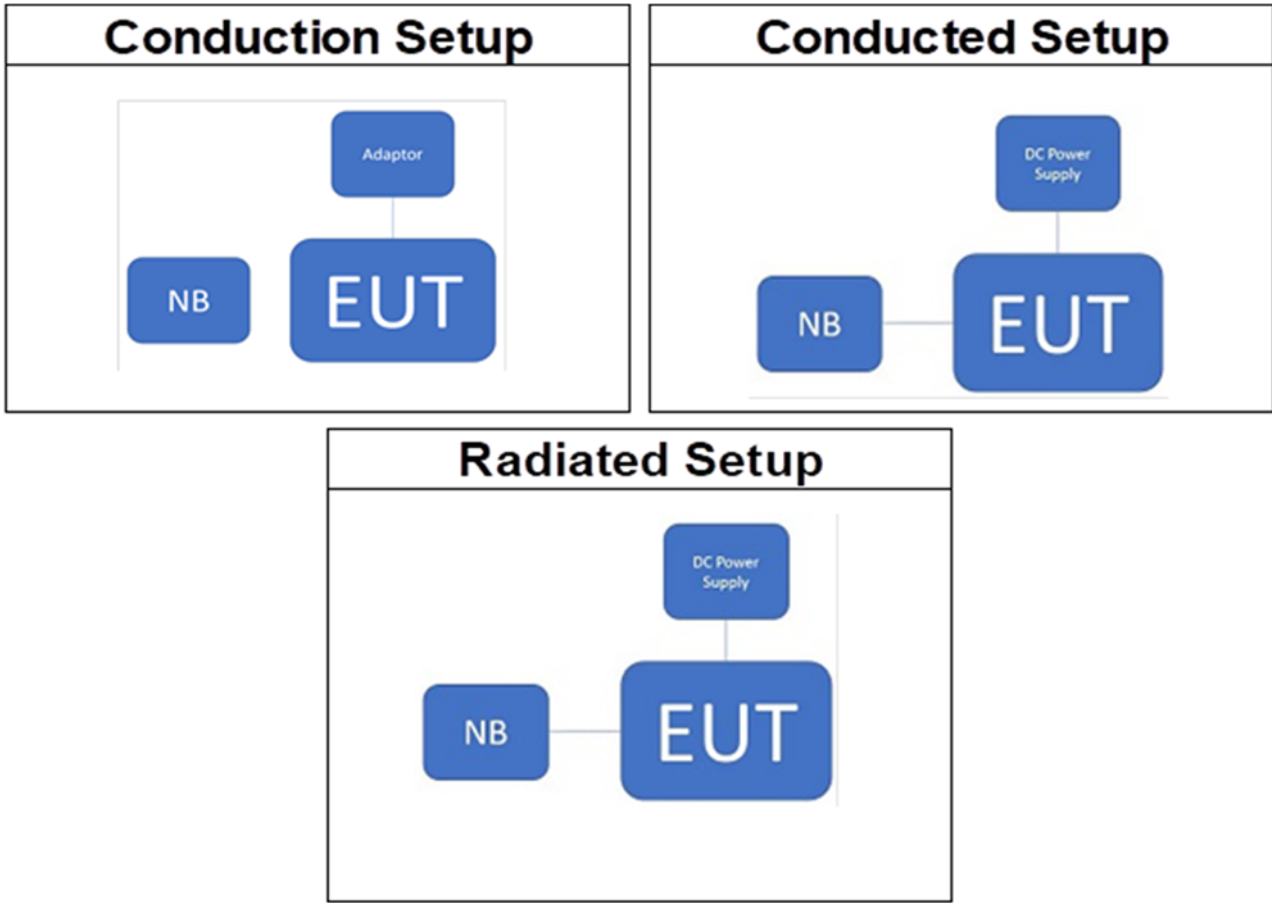 Conduction Setup
Adaptor
NB
EUT
Conducted Setup
DC Power
Supply
NB
EUT
Radiated Setup
DC Power
Supply
NB
EUT